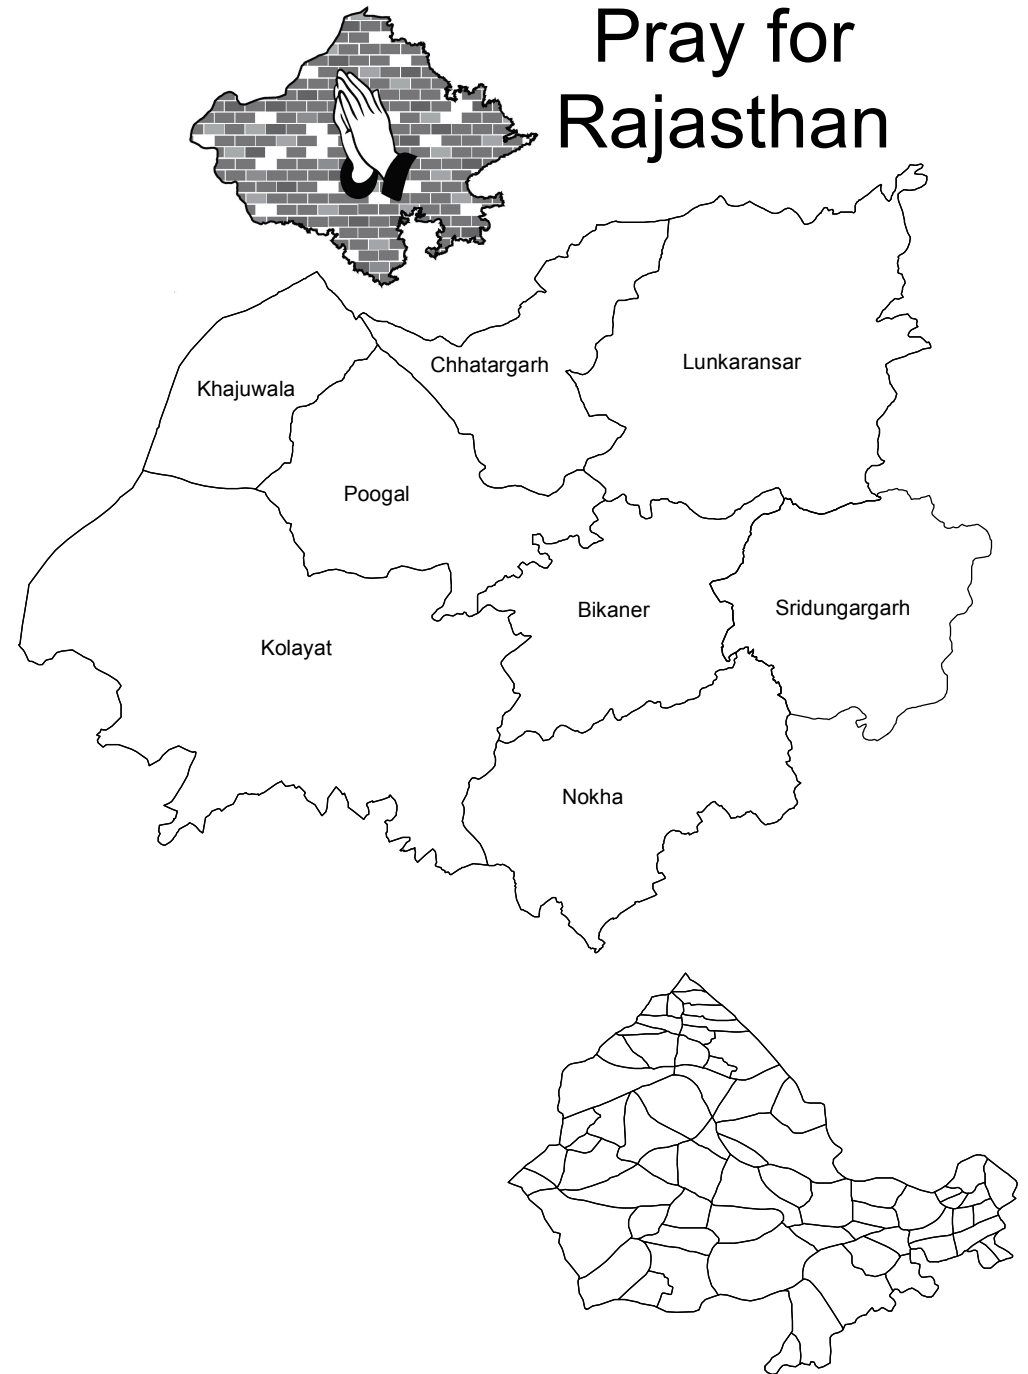 Pray for
Rajasthan
Chhatargarh
Lunkaransar
Khajuwala
Poogal
Bikaner
Sridungargarh
Kolayat
Nokha